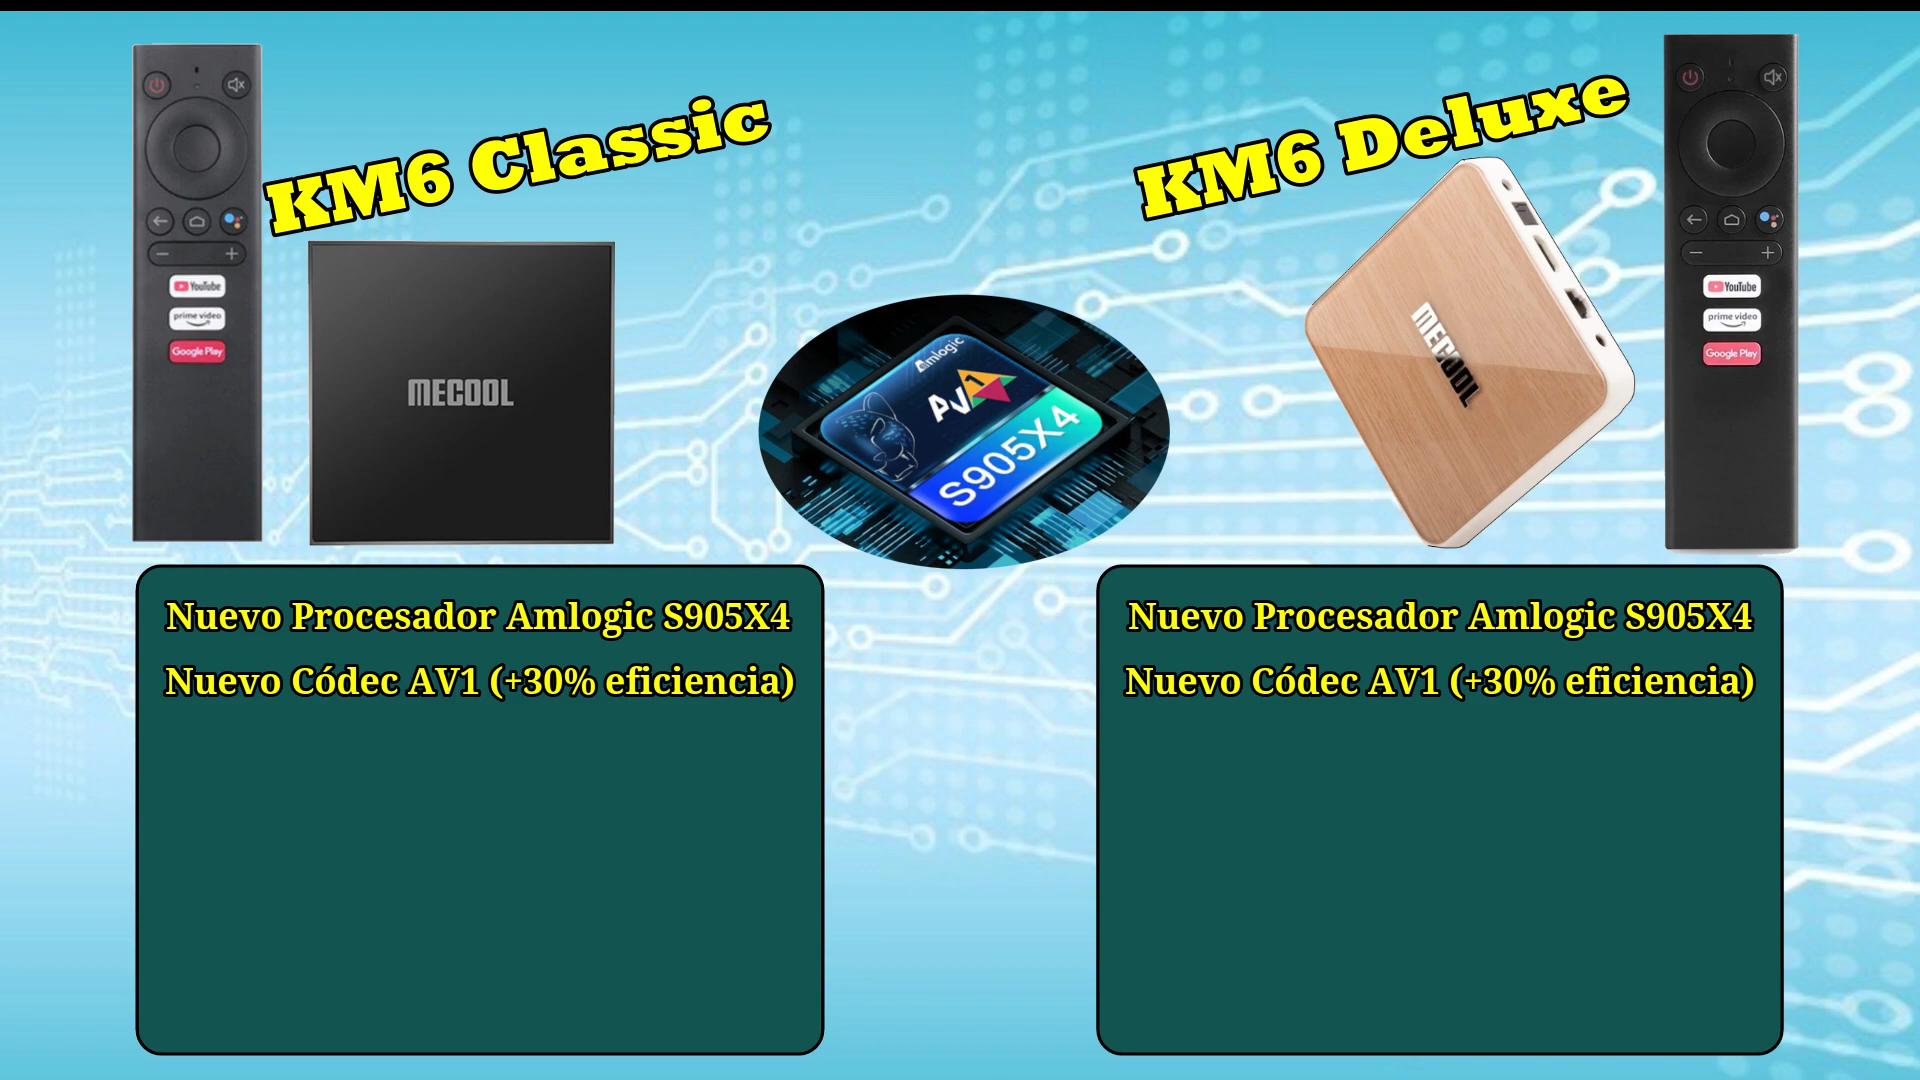 KM6 Classic
KM6 Deluxe
YouTube
prime video
Google Play
MECOOL
Amlogic
AV1
S905X4
MECOOL
YouTube
prime video
Google Play
Nuevo Procesador Amlogic S905X4
Nuevo Códec AV1 (+30% eficiencia)
Nuevo Procesador Amlogic S905X4
Nuevo Códec AV1 (+30% eficiencia)